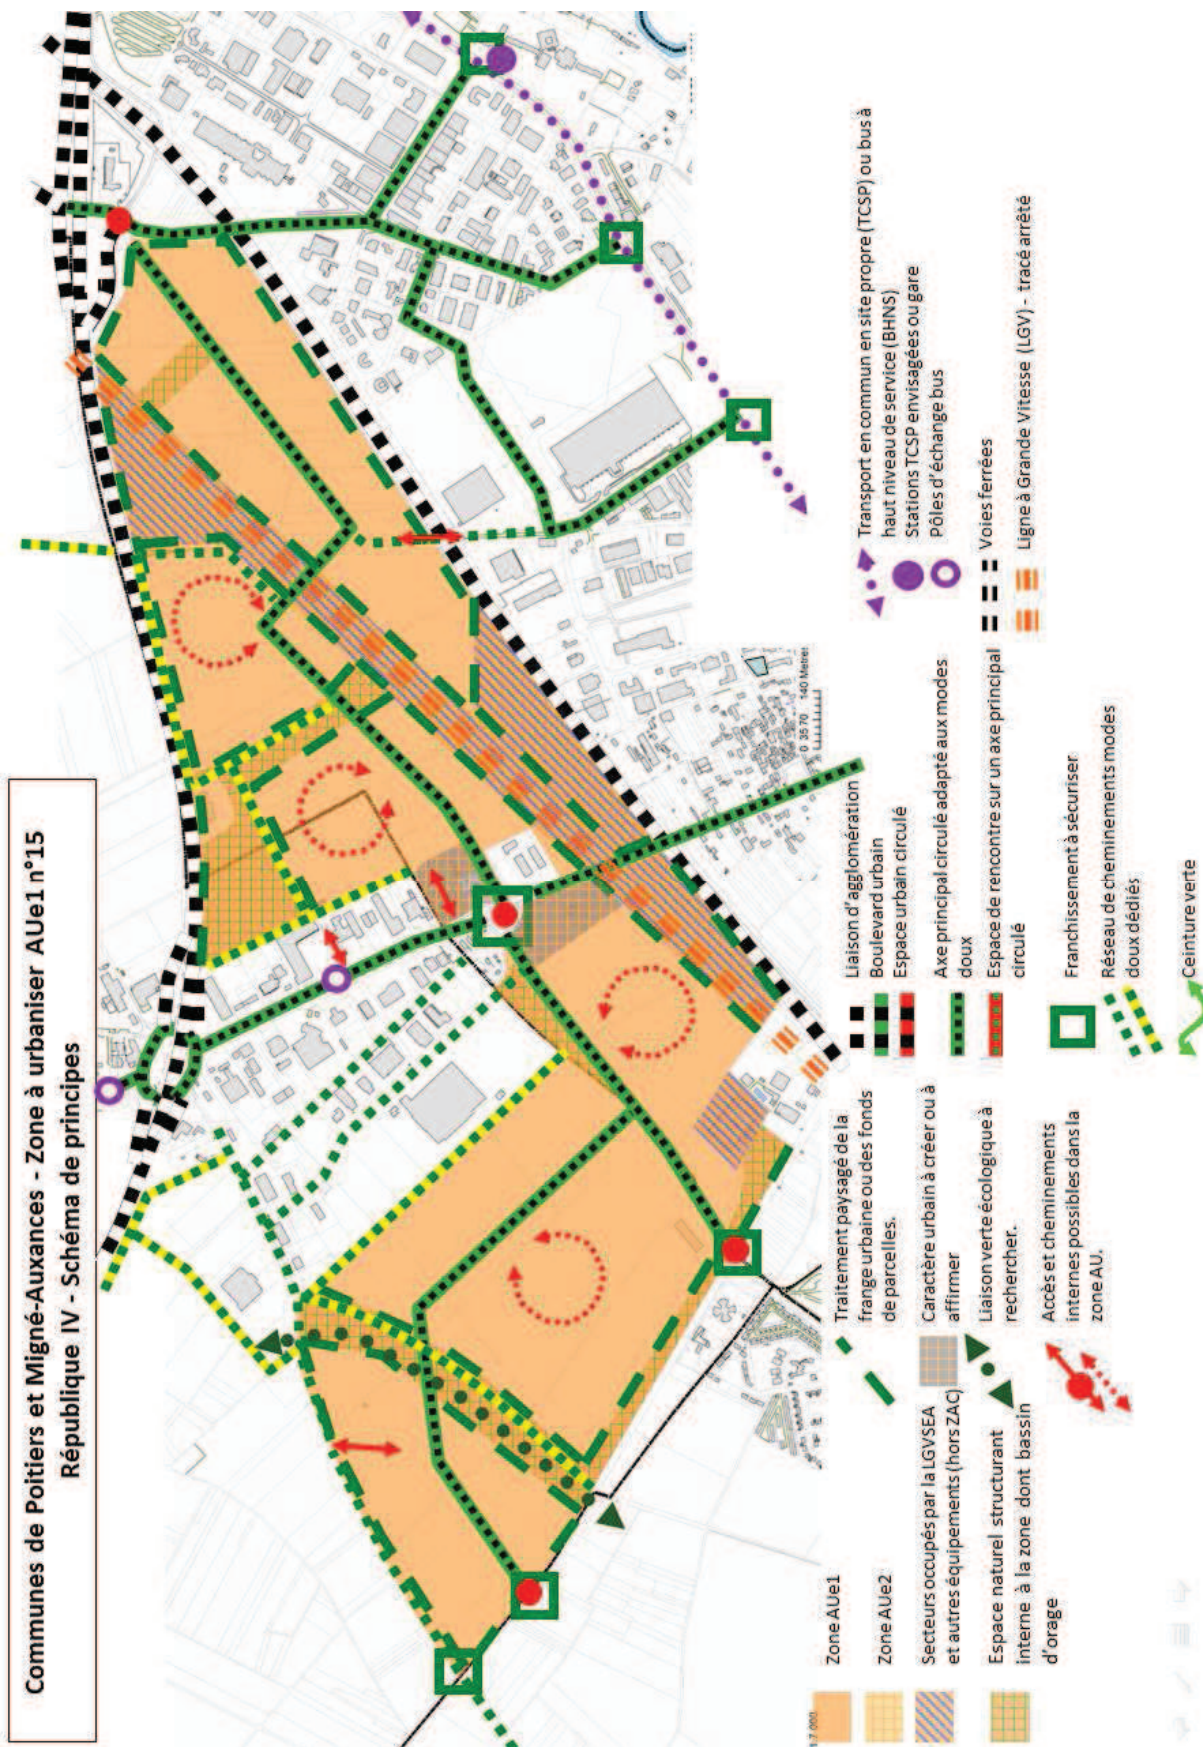 Communes de Poitiers et Migné-Auxances - Zone à urbaniser AUe1 n°15
République IV - Schéma de principes
0 35 70 140 Metres
Zone AUe1
Zone AUe2
Secteurs occupés par la LGVSEA
et autres équipements (hors ZAC)
Espace naturel structurant
interne à la zone dont bassin
d'orage
Traitement paysagé de la
frange urbaine ou des fonds
de parcelles.
Caractère urbain à créer ou à
affirmer
Liaison verte écologique à
rechercher.
Accès et cheminements
internes possibles dans la
zone AU.
Liaison d'agglomération
Boulevard urbain
Espace urbain circulé
Axe principal circulé adapté aux modes
doux
Espace de rencontre sur un axe principal
circulé
Franchissement à sécuriser
Réseau de cheminements modes
doux dédiés
Ceinture verte
Transport en commun en site propre (TCSP) ou bus à
haut niveau de service (BHNS)
Stations TCSP envisagées ou gare
Pôles d'échange bus
Voies ferrées
Ligne à Grande Vitesse (LGV) - tracé arrêté